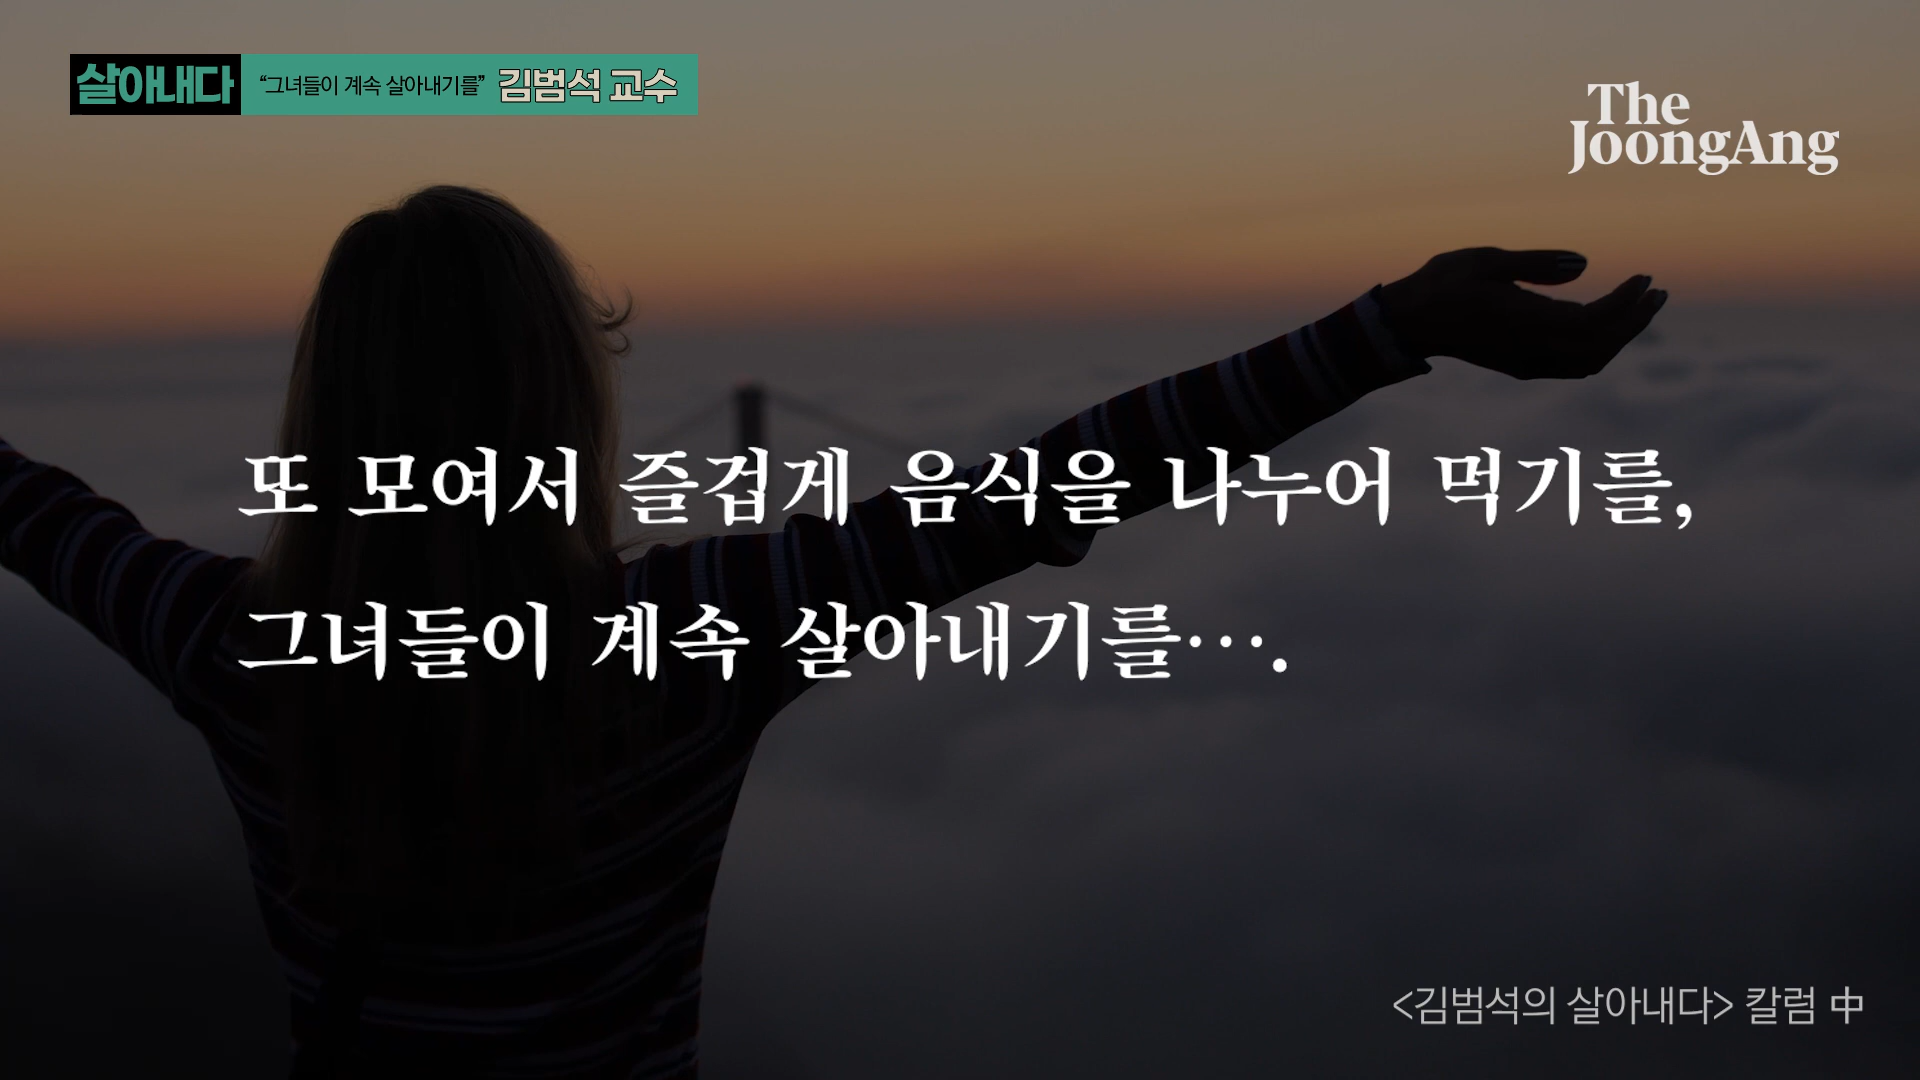 살아내다 “그녀들이 계속 살아내기를” 김범석 교수
The
JoongAng
또 모여서 즐겁게 음식을 나누어 먹기를,
그녀들이 계속 살아내기를….
<김범석의 살아내다> 칼럼 中